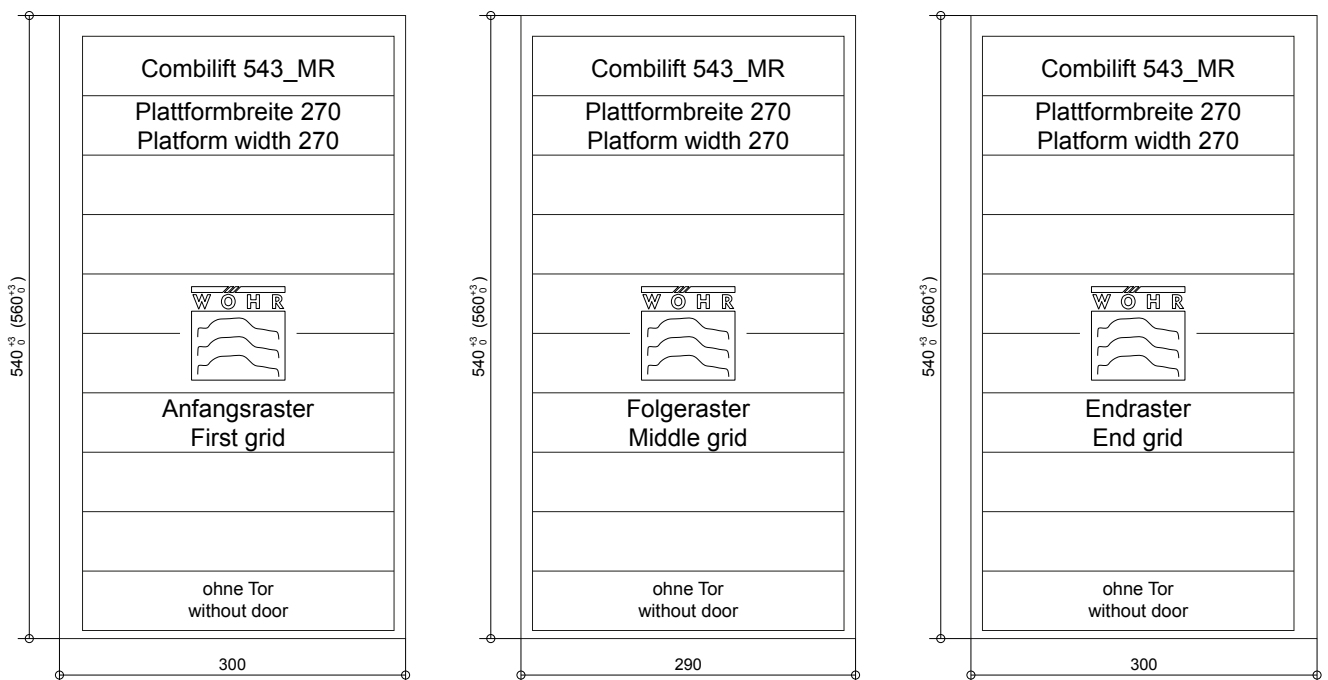 Combilift 543_MR
Plattformbreite 270
Platform width 270
WOHR
Anfangsraster
First grid
ohne Tor
without door
540 +3 0 (560 +3 0)
300
Combilift 543_MR
Plattformbreite 270
Platform width 270
WOHR
Folgeraster
Middle grid
ohne Tor
without door
540 +3 0 (560 +3 0)
290
Combilift 543_MR
Plattformbreite 270
Platform width 270
WOHR
Endraster
End grid
ohne Tor
without door
540 +3 0 (560 +3 0)
300